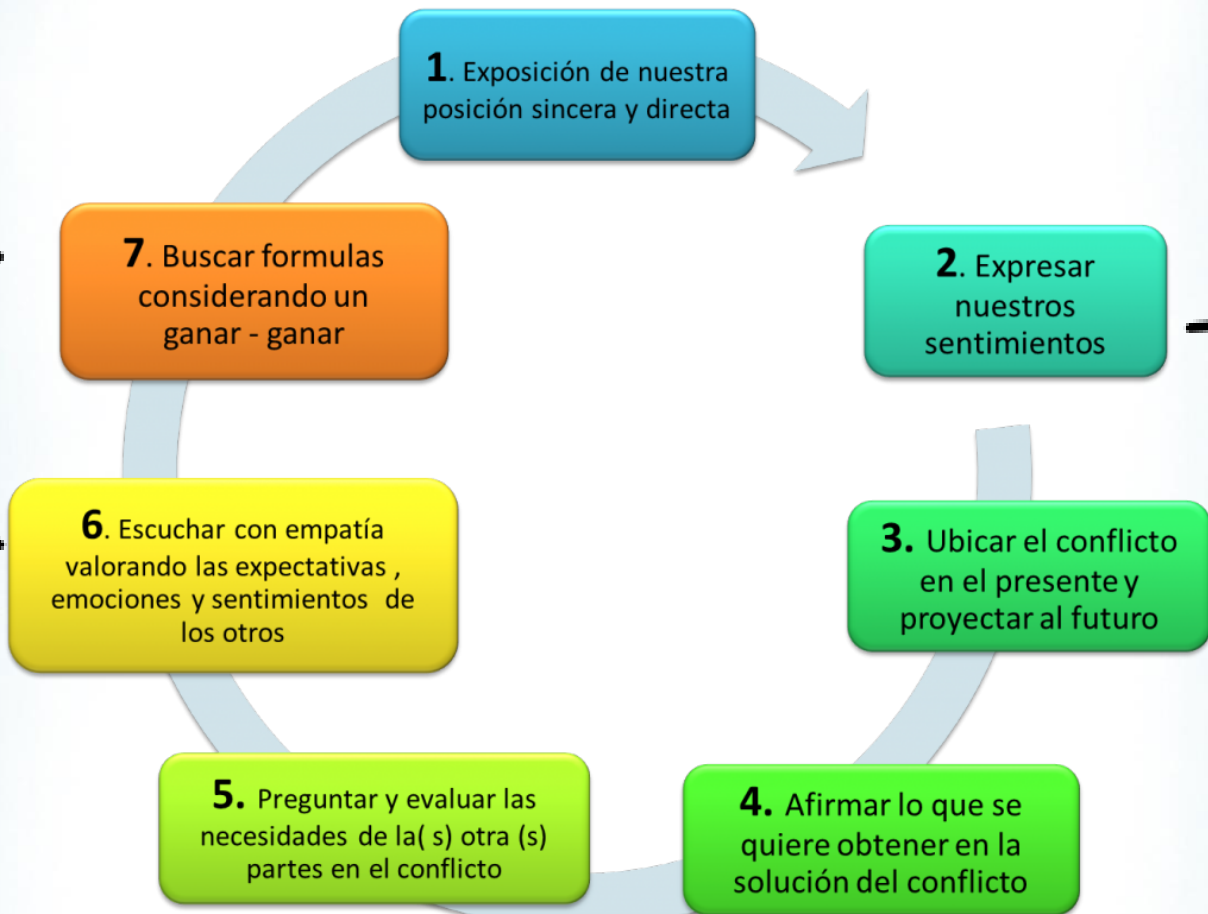 1. Exposición de nuestra
posición sincera y directa
2. Expresar
nuestros
sentimientos
3. Ubicar el conflicto
en el presente y
proyectar al futuro
4. Afirmar lo que se
quiere obtener en la
solución del conflicto
5. Preguntar y evaluar las
necesidades de la( s) otra (s)
partes en el conflicto
6. Escuchar con empatía
valorando las expectativas ,
emociones y sentimientos de
los otros
7. Buscar formulas
considerando un
ganar - ganar